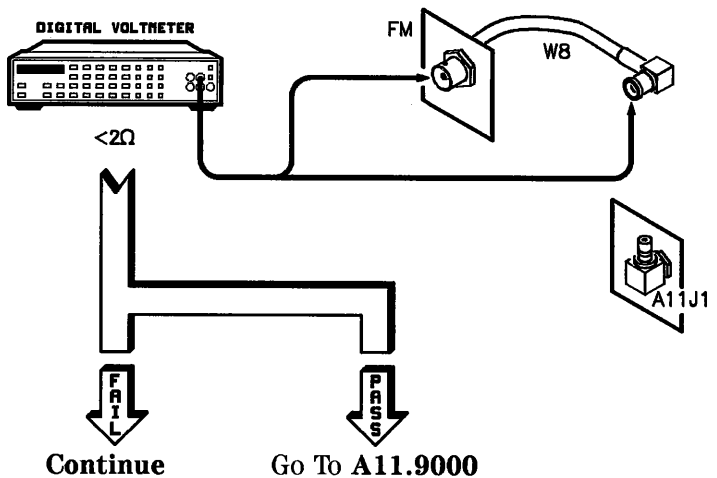 DIGITAL VOLTMETER
FM
W8
<2Ω
A11J1
FAIL
PASS
Continue
Go To A11.9000